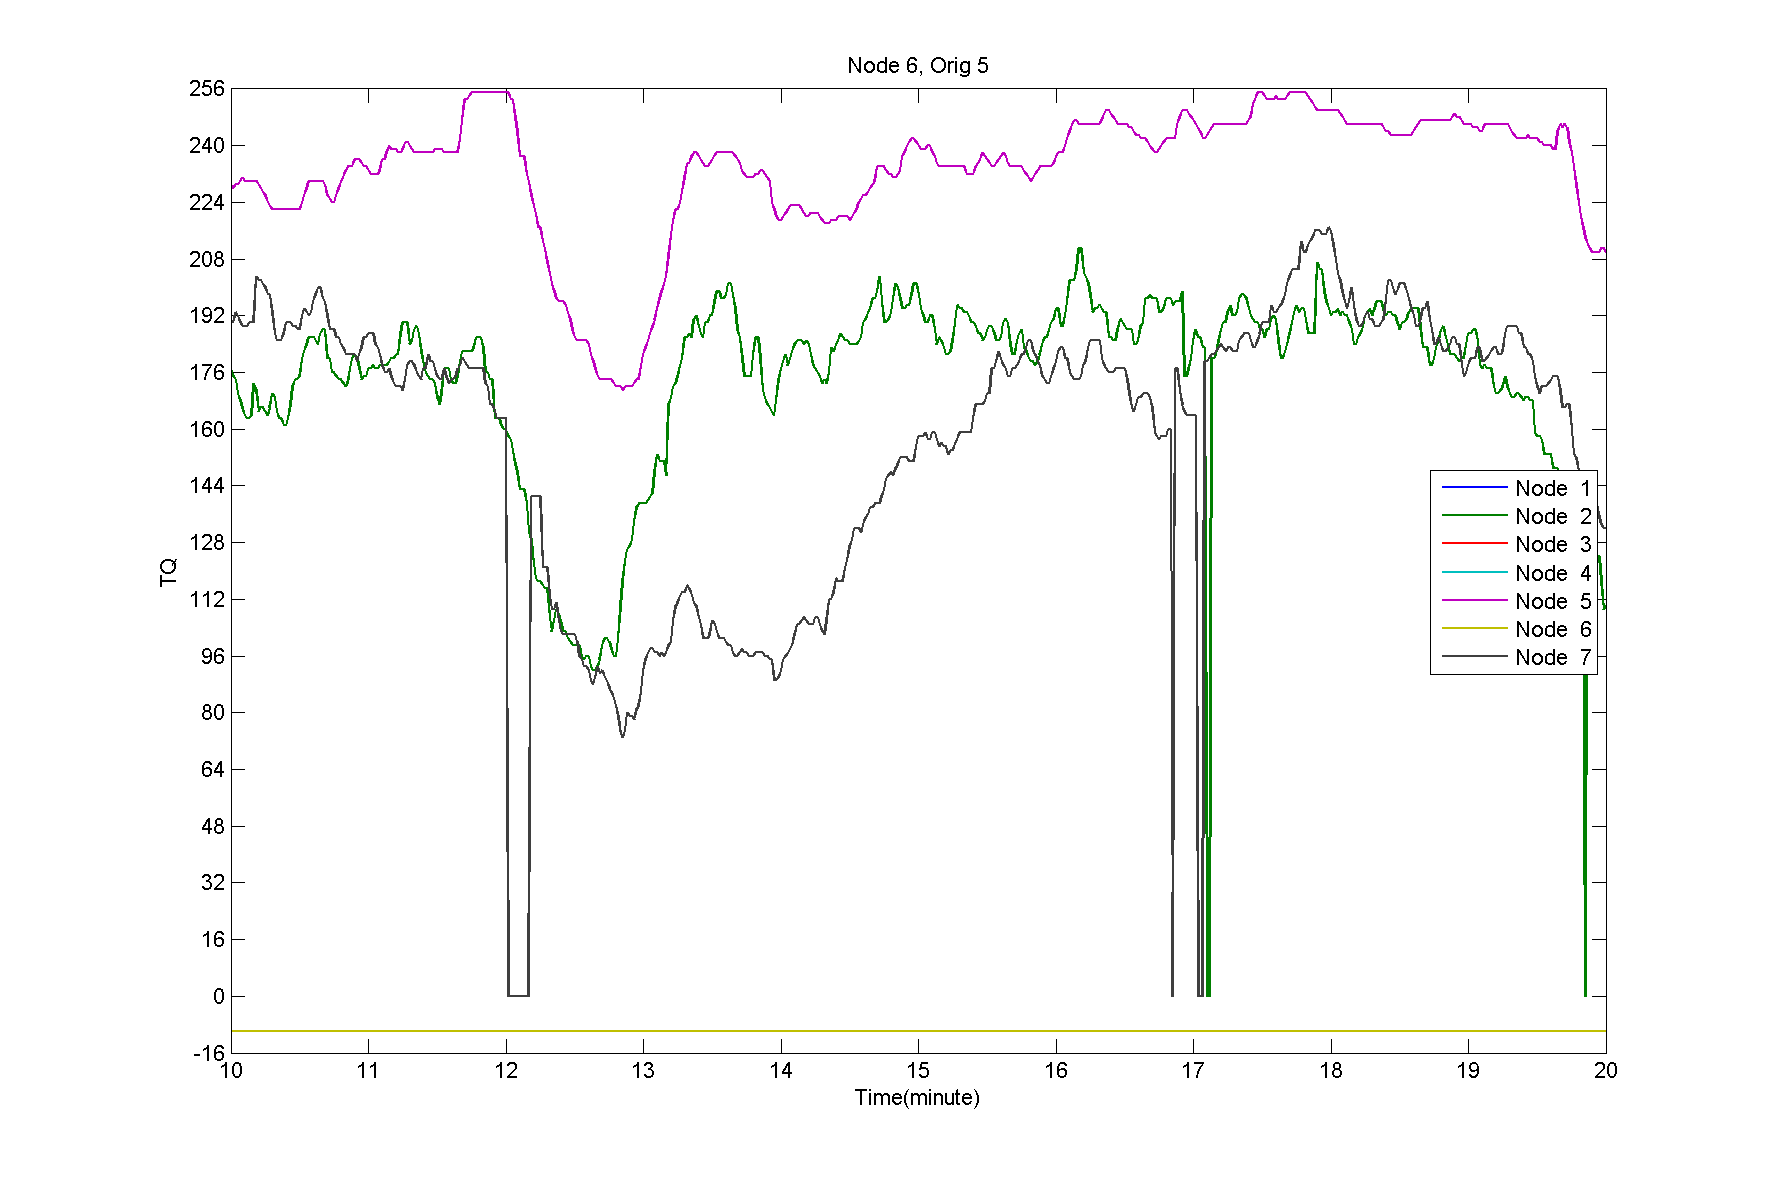 Node 6, Orig 5
256
240
224
208
192
176
160
144
128
112
96
80
64
48
32
16
0
-16
TQ
10 11 12 13 14 15 16 17 18 19 20
Time(minute)
Node 1
Node 2
Node 3
Node 4
Node 5
Node 6
Node 7